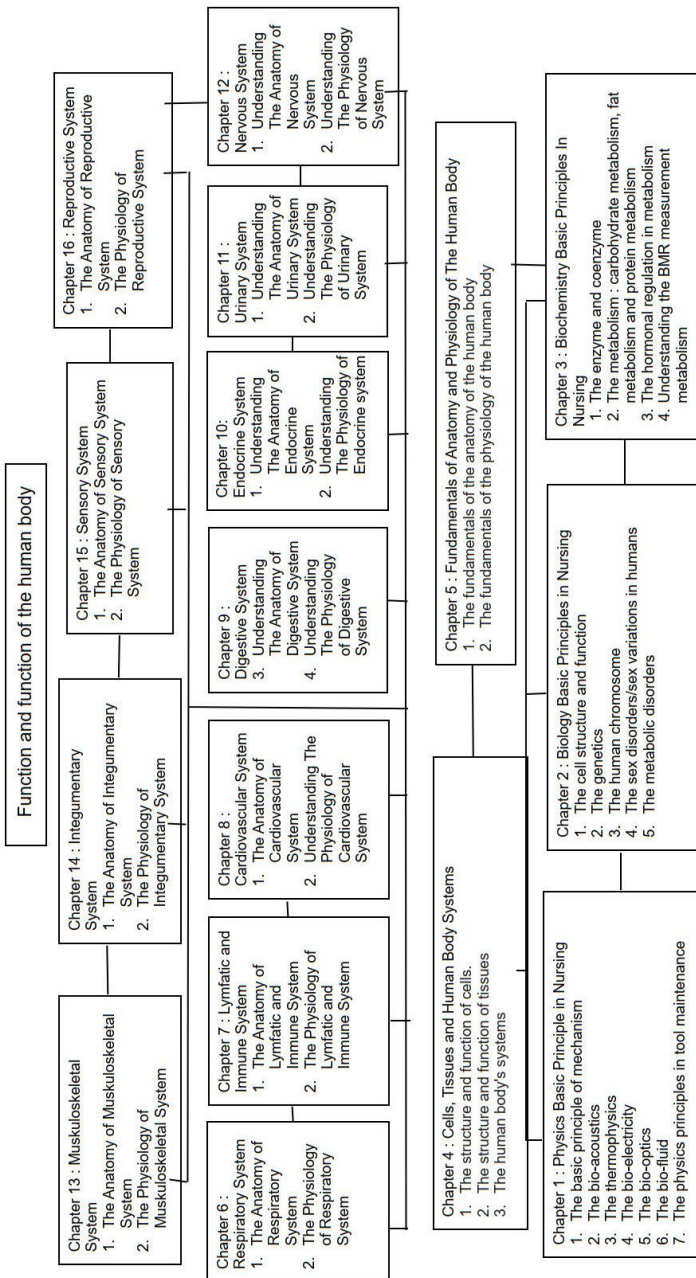 Function and function of the human body
Chapter 13 : Muskuloskeletal
System
1. The Anatomy of Muskuloskeletal
System
2. The Physiology of
Muskuloskeletal System
Chapter 14 : Integumentary
System
1. The Anatomy of Integumentary
System
2. The Physiology of
Integumentary System
Chapter 15 : Sensory System
1. The Anatomy of Sensory System
2. The Physiology of Sensory
System
Chapter 16 : Reproductive System
1. The Anatomy of Reproductive
System
2. The Physiology of
Reproductive System
Chapter 6 :
Respiratory System
1. The Anatomy of
Respiratory
System
2. The Physiology
of Respiratory
System
Chapter 7 : Lymfatic and
Immune System
1. The Anatomy of
Lymfatic and
Immune System
2. The Physiology of
Lymfatic and
Immune System
Chapter 8 :
Cardiovascular System
1. The Anatomy of
Cardiovascular
System
2. Understanding The
Physiology of
Cardiovascular
System
Chapter 9 :
Digestive System
3. Understanding
The Anatomy of
Digestive System
4. Understanding
The Physiology
of Digestive
System
Chapter 10:
Endocrine System
1. Understanding
The Anatomy of
Endocrine
System
2. Understanding
The Physiology of
Endocrine system
Chapter 11 :
Urinary System
1. Understanding
The Anatomy of
Urinary System
2. Understanding
The Physiology
of Urinary
System
Chapter 12 :
Nervous System
1. Understanding
The Anatomy of
Nervous
System
2. Understanding
The Physiology
of Nervous
System
Chapter 4 : Cells, Tissues and Human Body Systems
1. The structure and function of cells.
2. The structure and function of tissues
3. The human body's systems
Chapter 5 : Fundamentals of Anatomy and Physiology of The Human Body
1. The fundamentals of the anatomy of the human body
2. The fundamentals of the physiology of the human body
Chapter 1 : Physics Basic Principle in Nursing
1. The basic principle of mechanism
2. The bio-acoustics
3. The thermophysics
4. The bio-electricity
5. The bio-optics
6. The bio-fluid
7. The physics principles in tool maintenance
Chapter 2 : Biology Basic Principles in Nursing
1. The cell structure and function
2. The genetics
3. The human chromosome
4. The sex disorders/sex variations in humans
5. The metabolic disorders
Chapter 3 : Biochemistry Basic Principles In
Nursing
1. The enzyme and coenzyme
2. The metabolism : carbohydrate metabolism, fat
metabolism and protein metabolism
3. The hormonal regulation in metabolism
4. Understanding the BMR measurement
metabolism